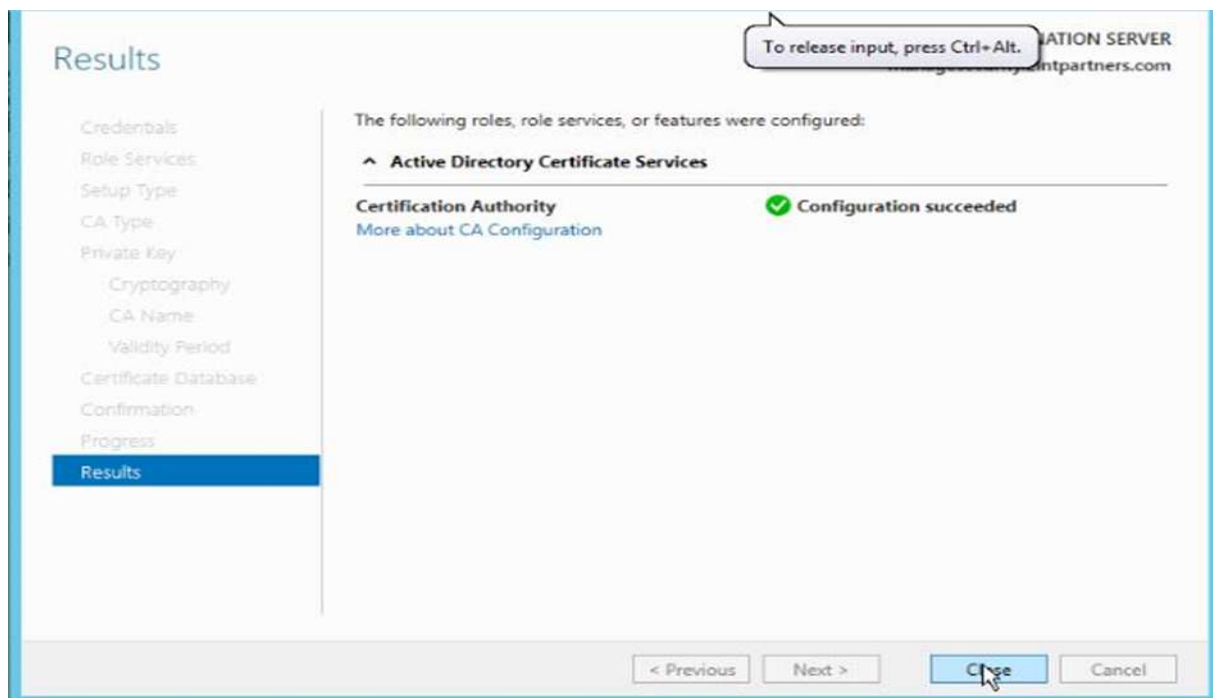 Results
To release input, press Ctrl+Alt.
ATION SERVER
intpartners.com
Credentials
Role Services
Setup Type
CA Type
Private Key
Cryptography
CA Name
Validity Period
Certificate Database
Confirmation
Progress
Results
The following roles, role services, or features were configured:
Active Directory Certificate Services
Certification Authority
Configuration succeeded
More about CA Configuration
< Previous
Next >
Close
Cancel